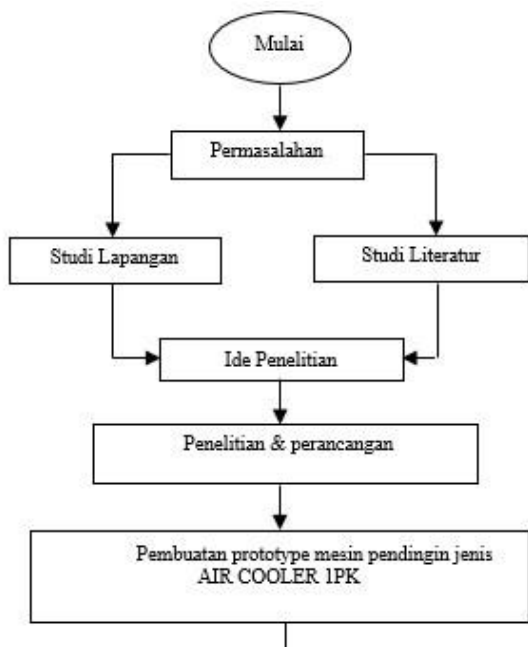 Mulai
Permasalahan
Studi Lapangan
Studi Literatur
Ide Penelitian
Penelitian & perancangan
Pembuatan prototype mesin pendingin jenis
AIR COOLER 1PK